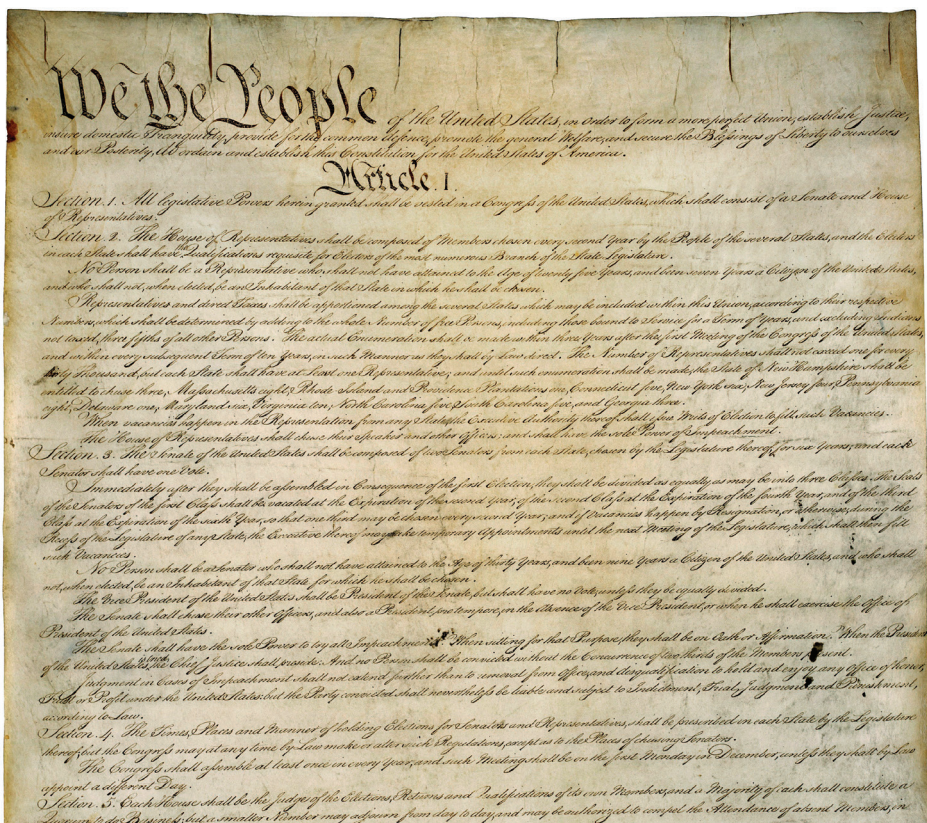 We the People of the United States, in Order to form a more perfect Union, establish Justice,
insure domestic Tranquility, provide for the common defence, promote the general Welfare, and secure the Blessings of Liberty to ourselves
and our Posterity, do ordain and establish this Constitution for the United States of America.
Article. I.
Section. 1. All legislative Powers herein granted shall be vested in a Congress of the United States, which shall consist of a Senate and House
of Representatives.
Section. 2. The House of Representatives shall be composed of Members chosen every second Year by the People of the several States, and the Electors
in each State shall have the Qualifications requisite for Electors of the most numerous Branch of the State Legislature.
No Person shall be a Representative who shall not have attained to the Age of twenty five Years, and been seven Years a Citizen of the United States,
and who shall not, when elected, be an Inhabitant of that State in which he shall be chosen.
Representatives and direct Taxes shall be apportioned among the several States which may be included within this Union, according to their respective
Numbers, which shall be determined by adding to the whole Number of free Persons, including those bound to Service for a Term of Years, and excluding Indians
not taxed, three fifths of all other Persons. The actual Enumeration shall be made within three Years after the first Meeting of the Congress of the United States,
and within every subsequent Term of ten Years, in such Manner as they shall by Law direct. The Number of Representatives shall not exceed one for every
thirty Thousand, but each State shall have at Least one Representative; and until such enumeration shall be made, the State of New Hampshire shall be
entitled to chuse three, Massachusetts eight, Rhode Island and Providence Plantations one, Connecticut five, New York six, New Jersey four, Pennsylvania
eight, Delaware one, Maryland six, Virginia ten, North Carolina five, South Carolina five, and Georgia three.
When vacancies happen in the Representation from any State, the Executive Authority thereof shall issue Writs of Election to fill such Vacancies.
The House of Representatives shall chuse their Speaker and other Officers; and shall have the sole Power of Impeachment.
Section. 3. The Senate of the United States shall be composed of two Senators from each State, chosen by the Legislature thereof, for six Years; and each
Senator shall have one Vote.
Immediately after they shall be assembled in Consequence of the first Election, they shall be divided as equally as may be into three Classes. The Seats
of the Senators of the first Class shall be vacated at the Expiration of the second Year, of the second Class at the Expiration of the fourth Year, and of the third
Class at the Expiration of the sixth Year, so that one third may be chosen every second Year; and if Vacancies happen by Resignation, or otherwise, during the
Recess of the Legislature of any State, the Executive thereof may make temporary Appointments until the next Meeting of the Legislature, which shall then fill
such Vacancies.
No Person shall be a Senator who shall not have attained to the Age of thirty Years, and been nine Years a Citizen of the United States, and who shall
not, when elected, be an Inhabitant of that State for which he shall be chosen.
The Vice President of the United States shall be President of the Senate, but shall have no Vote, unless they be equally divided.
The Senate shall chuse their other Officers, and also a President pro tempore, in the Absence of the Vice President, or when he shall exercise the Office of
President of the United States.
The Senate shall have the sole Power to try all Impeachments. When sitting for that Purpose, they shall be on Oath or Affirmation. When the President
of the United States is tried, the Chief Justice shall preside: And no Person shall be convicted without the Concurrence of two thirds of the Members present.
Judgment in Cases of Impeachment shall not extend further than to removal from Office, and disqualification to hold and enjoy any Office of honor,
Trust or Profit under the United States: but the Party convicted shall nevertheless be liable and subject to Indictment, Trial, Judgment and Punishment,
according to Law.
Section. 4. The Times, Places and Manner of holding Elections for Senators and Representatives, shall be prescribed in each State by the Legislature
thereof; but the Congress may at any time by Law make or alter such Regulations, except as to the Places of chusing Senators.
The Congress shall assemble at least once in every Year, and such Meeting shall be on the first Monday in December, unless they shall by Law
appoint a different Day.
Section. 5. Each House shall be the Judge of the Elections, Returns and Qualifications of its own Members, and a Majority of each shall constitute a
Quorum to do Business; but a smaller Number may adjourn from day to day, and may be authorized to compel the Attendance of absent Members, in